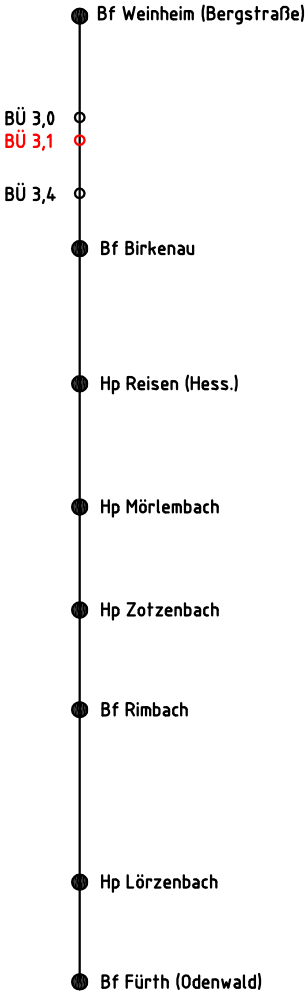 Bf Weinheim (Bergstraße)
BÜ 3,0
BÜ 3,1
BÜ 3,4
Bf Birkenau
Hp Reisen (Hess.)
Hp Mörlembach
Hp Zotzenbach
Bf Rimbach
Hp Lörzenbach
Bf Fürth (Odenwald)